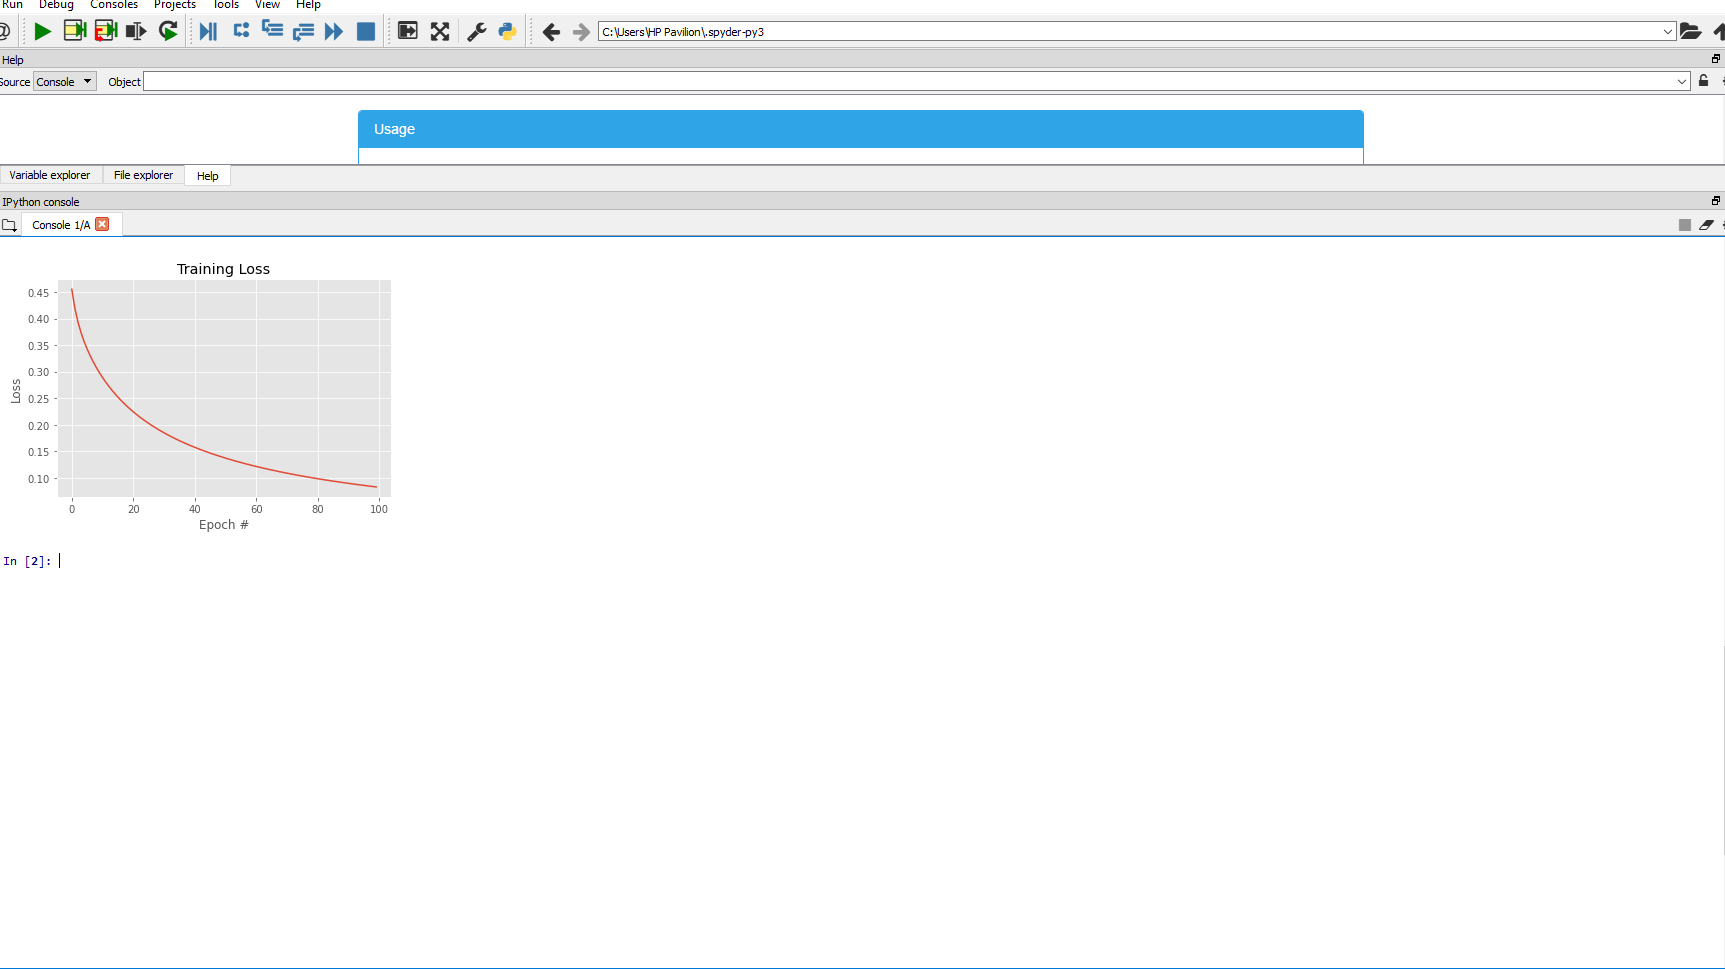 Run Debug Consoles Projects Tools View Help
C:\Users\HP Pavilion\.spyder-py3
Help
Source Console Object
Usage
Variable explorer File explorer Help
IPython console
Console 1/A
Training Loss
0.45
0.40
0.35
0.30
0.25
0.20
0.15
0.10
Loss
0 20 40 60 80 100
Epoch #
In [2]: